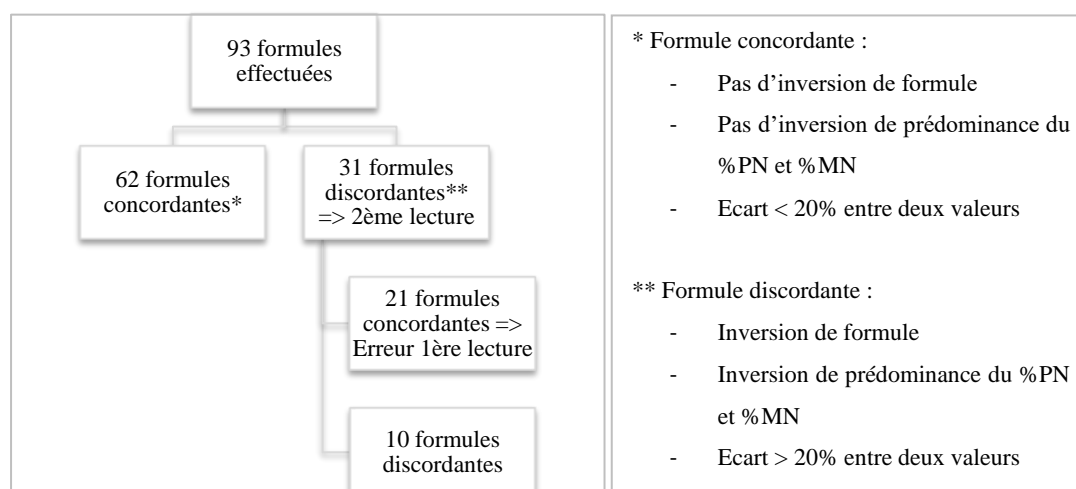 93 formules
effectuées
62 formules
concordantes*
31 formules
discordantes**
=> 2ème lecture
21 formules
concordantes =>
Erreur 1ère lecture
10 formules
discordantes
* Formule concordante :
- Pas d’inversion de formule
- Pas d’inversion de prédominance du
%PN et %MN
- Ecart < 20% entre deux valeurs
** Formule discordante :
- Inversion de formule
- Inversion de prédominance du %PN
et %MN
- Ecart > 20% entre deux valeurs